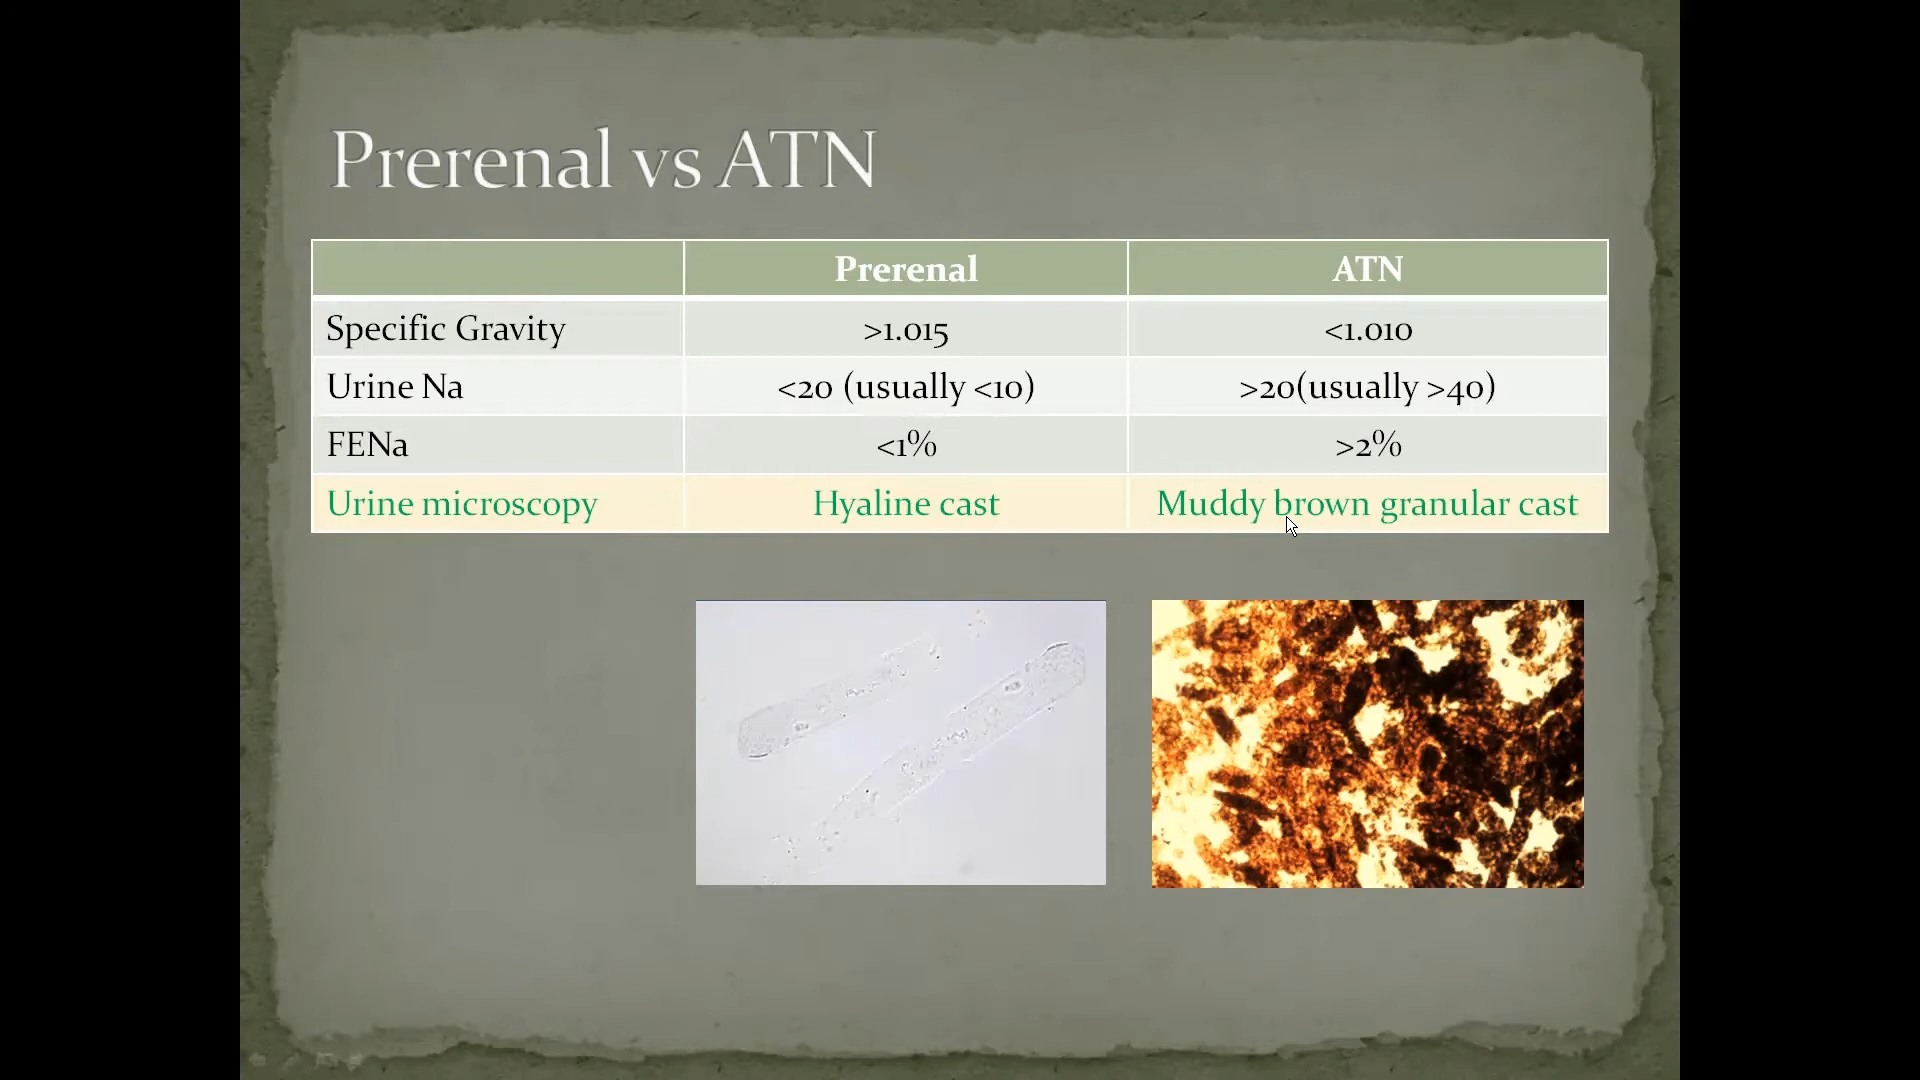 Prerenal vs ATN
Prerenal ATN
Specific Gravity >1.015 <1.010
Urine Na <20 (usually <10) >20(usually >40)
FENa <1% >2%
Urine microscopy Hyaline cast Muddy brown granular cast